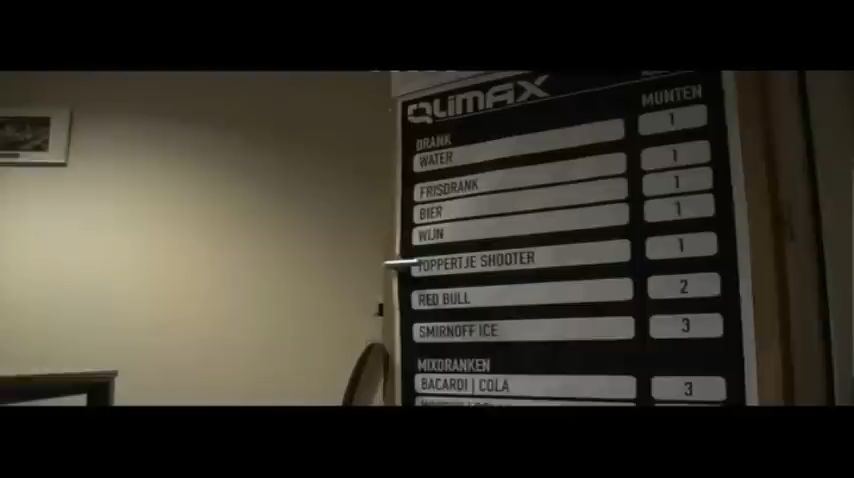 QLIMAX
MUNTEN
DRANK
WATER 1
FRISDRANK 1
BIER 1
WIJN 1
TOPPERTJE SHOOTER 1
RED BULL 2
SMIRNOFF ICE 3
MIXDRANKEN
BACARDI | COLA 3